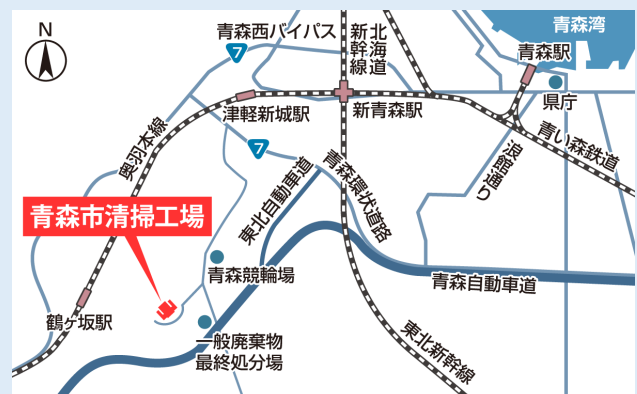 N
青森西バイパス
7
北海道
新幹線
青森湾
青森駅
県庁
津軽新城駅
新青森駅
奥羽本線
7
東北自動車道
青森環状道路
浪館通り
青い森鉄道
青森市清掃工場
青森競輪場
青森自動車道
鶴ヶ坂駅
一般廃棄物
最終処分場
東北新幹線